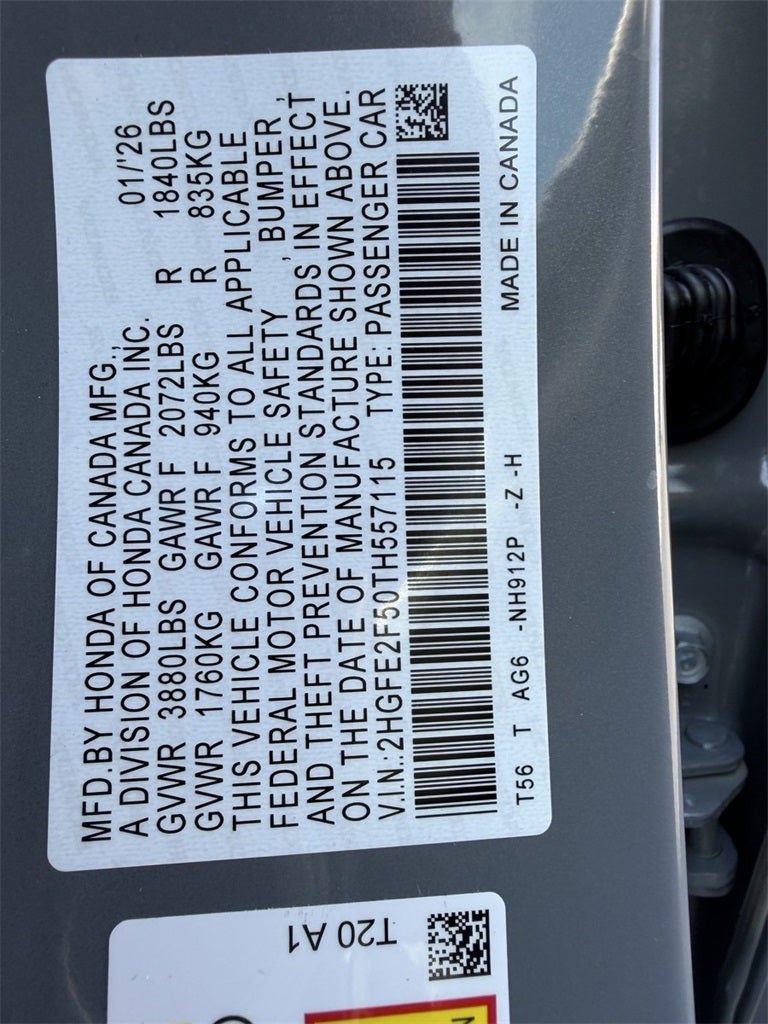 MFD.BY HONDA OF CANADA MFG., 01/'26
A DIVISION OF HONDA CANADA INC.
GVWR 3880LBS GAWR F 2072LBS R 1840LBS
GVWR 1760KG GAWR F 940KG R 835KG
THIS VEHICLE CONFORMS TO ALL APPLICABLE
FEDERAL MOTOR VEHICLE SAFETY , BUMPER ,
AND THEFT PREVENTION STANDARDS IN EFFECT
ON THE DATE OF MANUFACTURE SHOWN ABOVE.
V.I.N.:2HGFE2F50TH557115 TYPE: PASSENGER CAR
T56 T AG6 -NH912P -Z -H MADE IN CANADA
T20 A1